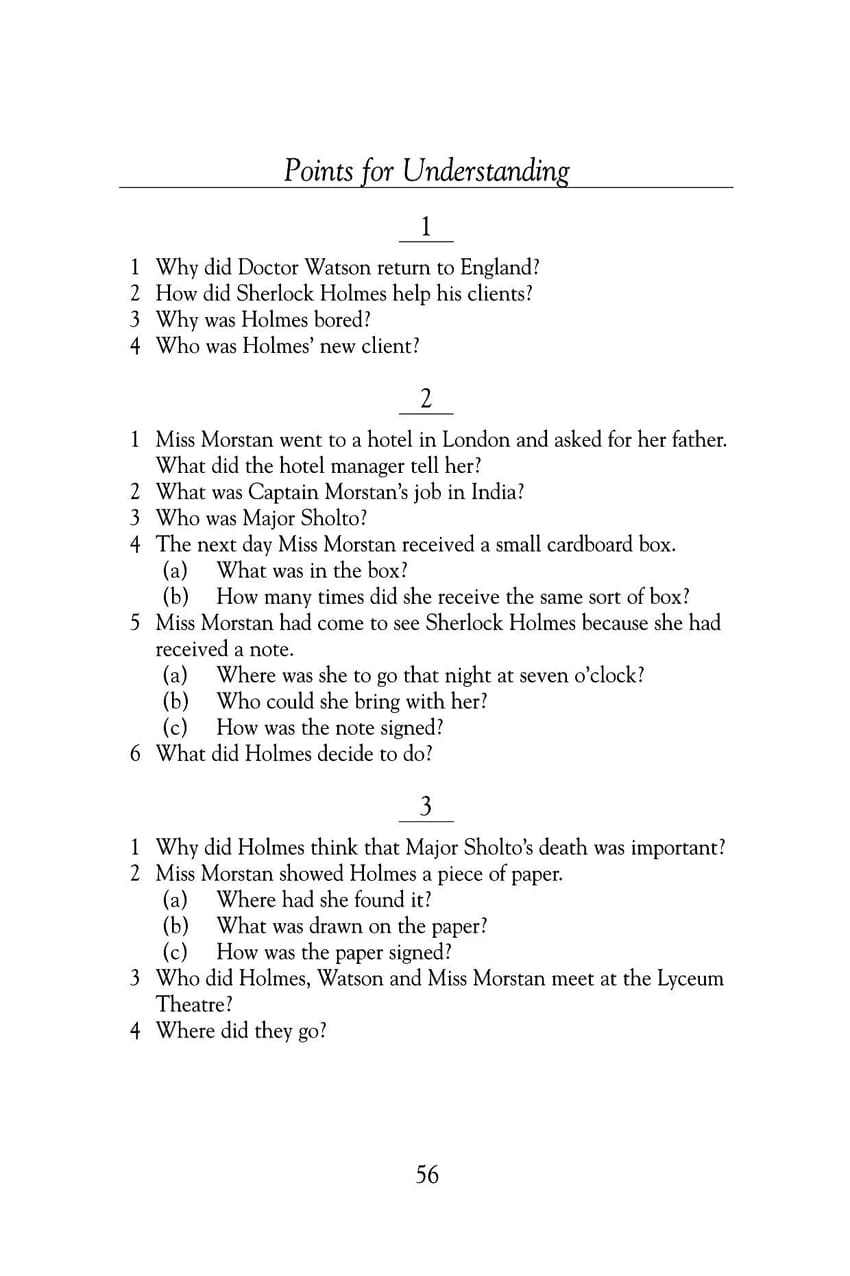 Points for Understanding
1
1 Why did Doctor Watson return to England?
2 How did Sherlock Holmes help his clients?
3 Why was Holmes bored?
4 Who was Holmes’ new client?
2
1 Miss Morstan went to a hotel in London and asked for her father.
What did the hotel manager tell her?
2 What was Captain Morstan’s job in India?
3 Who was Major Sholto?
4 The next day Miss Morstan received a small cardboard box.
(a) What was in the box?
(b) How many times did she receive the same sort of box?
5 Miss Morstan had come to see Sherlock Holmes because she had
received a note.
(a) Where was she to go that night at seven o’clock?
(b) Who could she bring with her?
(c) How was the note signed?
6 What did Holmes decide to do?
3
1 Why did Holmes think that Major Sholto’s death was important?
2 Miss Morstan showed Holmes a piece of paper.
(a) Where had she found it?
(b) What was drawn on the paper?
(c) How was the paper signed?
3 Who did Holmes, Watson and Miss Morstan meet at the Lyceum
Theatre?
4 Where did they go?
56